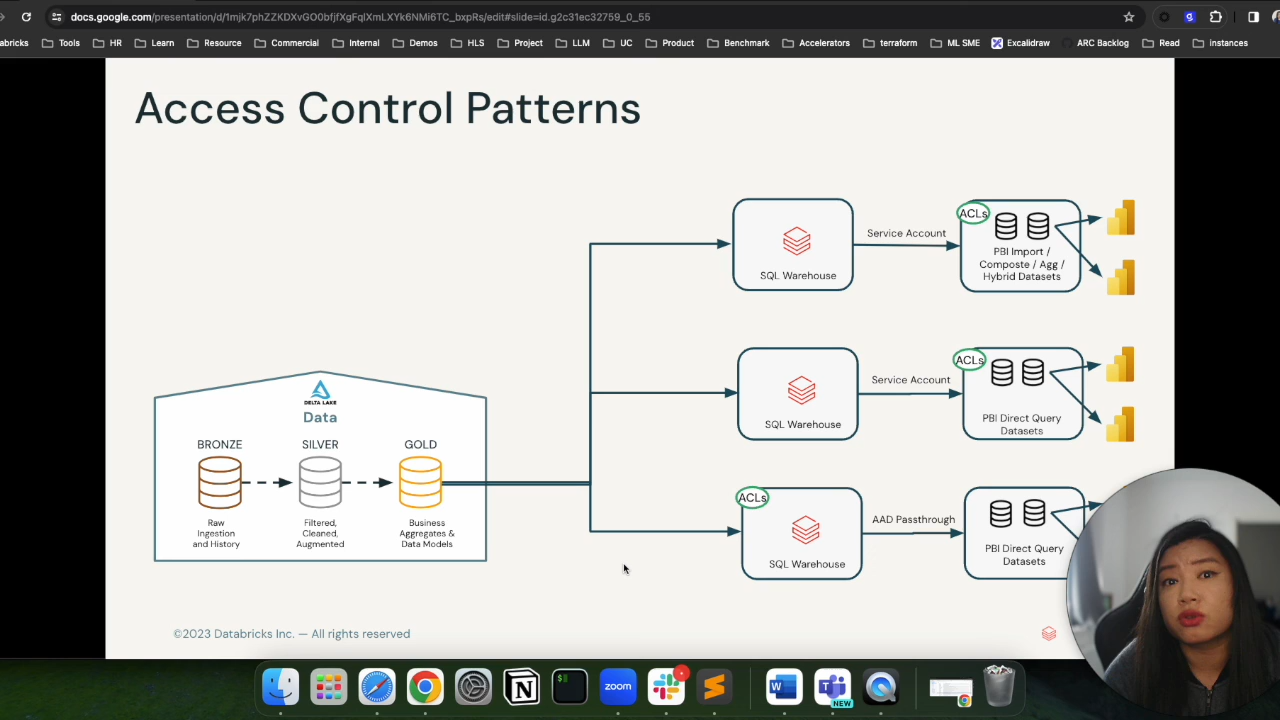 docs.google.com/presentation/d/1mjk7phZZKDXvGO0bfjfXgFqIXmLXYk6NMi6TC_bxpRs/edit#slide=id.g2c31ec32759_0_55
abricks Tools HR Learn Resource Commercial Internal Demos HLS Project LLM UC Product Benchmark Accelerators terraform ML SME Excalidraw ARC Backlog Read instances
Access Control Patterns
DELTA LAKE
Data
BRONZE SILVER GOLD
Raw
Ingestion
and History
Filtered,
Cleaned,
Augmented
Business
Aggregates &
Data Models
SQL Warehouse
Service Account
ACLs
PBI Import /
Composte / Agg /
Hybrid Datasets
SQL Warehouse
Service Account
ACLs
PBI Direct Query
Datasets
ACLs
SQL Warehouse
AAD Passthrough
PBI Direct Query
Datasets
©2023 Databricks Inc. — All rights reserved
zoom
NEW